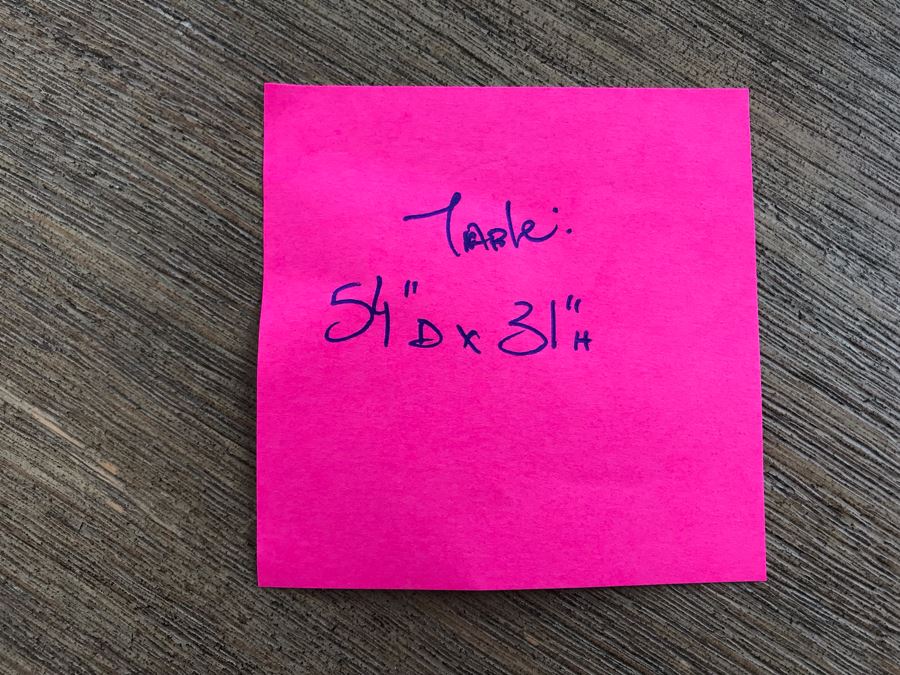 Table:
54" D x 31" H